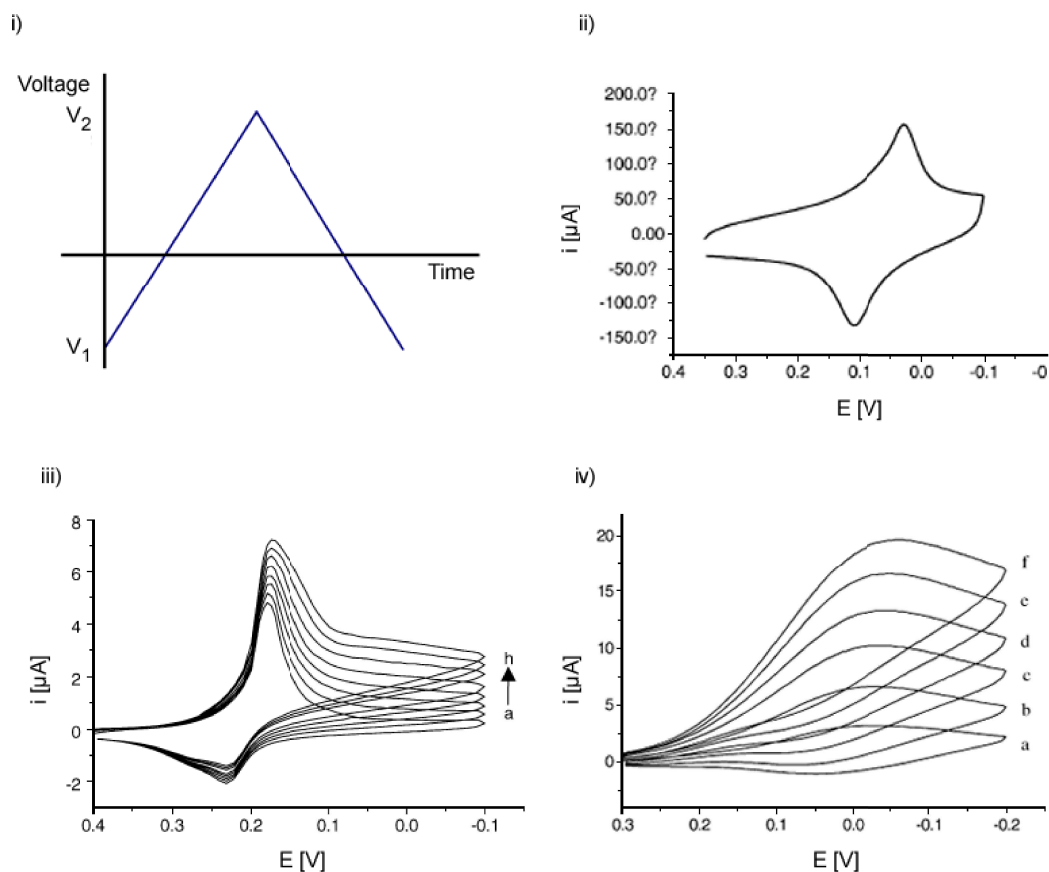 i)
Voltage
V2
V1
Time
ii)
200.0?
150.0?
100.0?
50.0?
0.00
-50.0?
-100.0?
-150.0?
i [µA]
0.4 0.3 0.2 0.1 0.0 -0.1 -0
E [V]
iii)
8
6
4
2
0
-2
i [µA]
h
a
0.4 0.3 0.2 0.1 0.0 -0.1
E [V]
iv)
20
15
10
5
0
i [µA]
f
e
d
c
b
a
0.3 0.2 0.1 0.0 -0.1 -0.2
E [V]